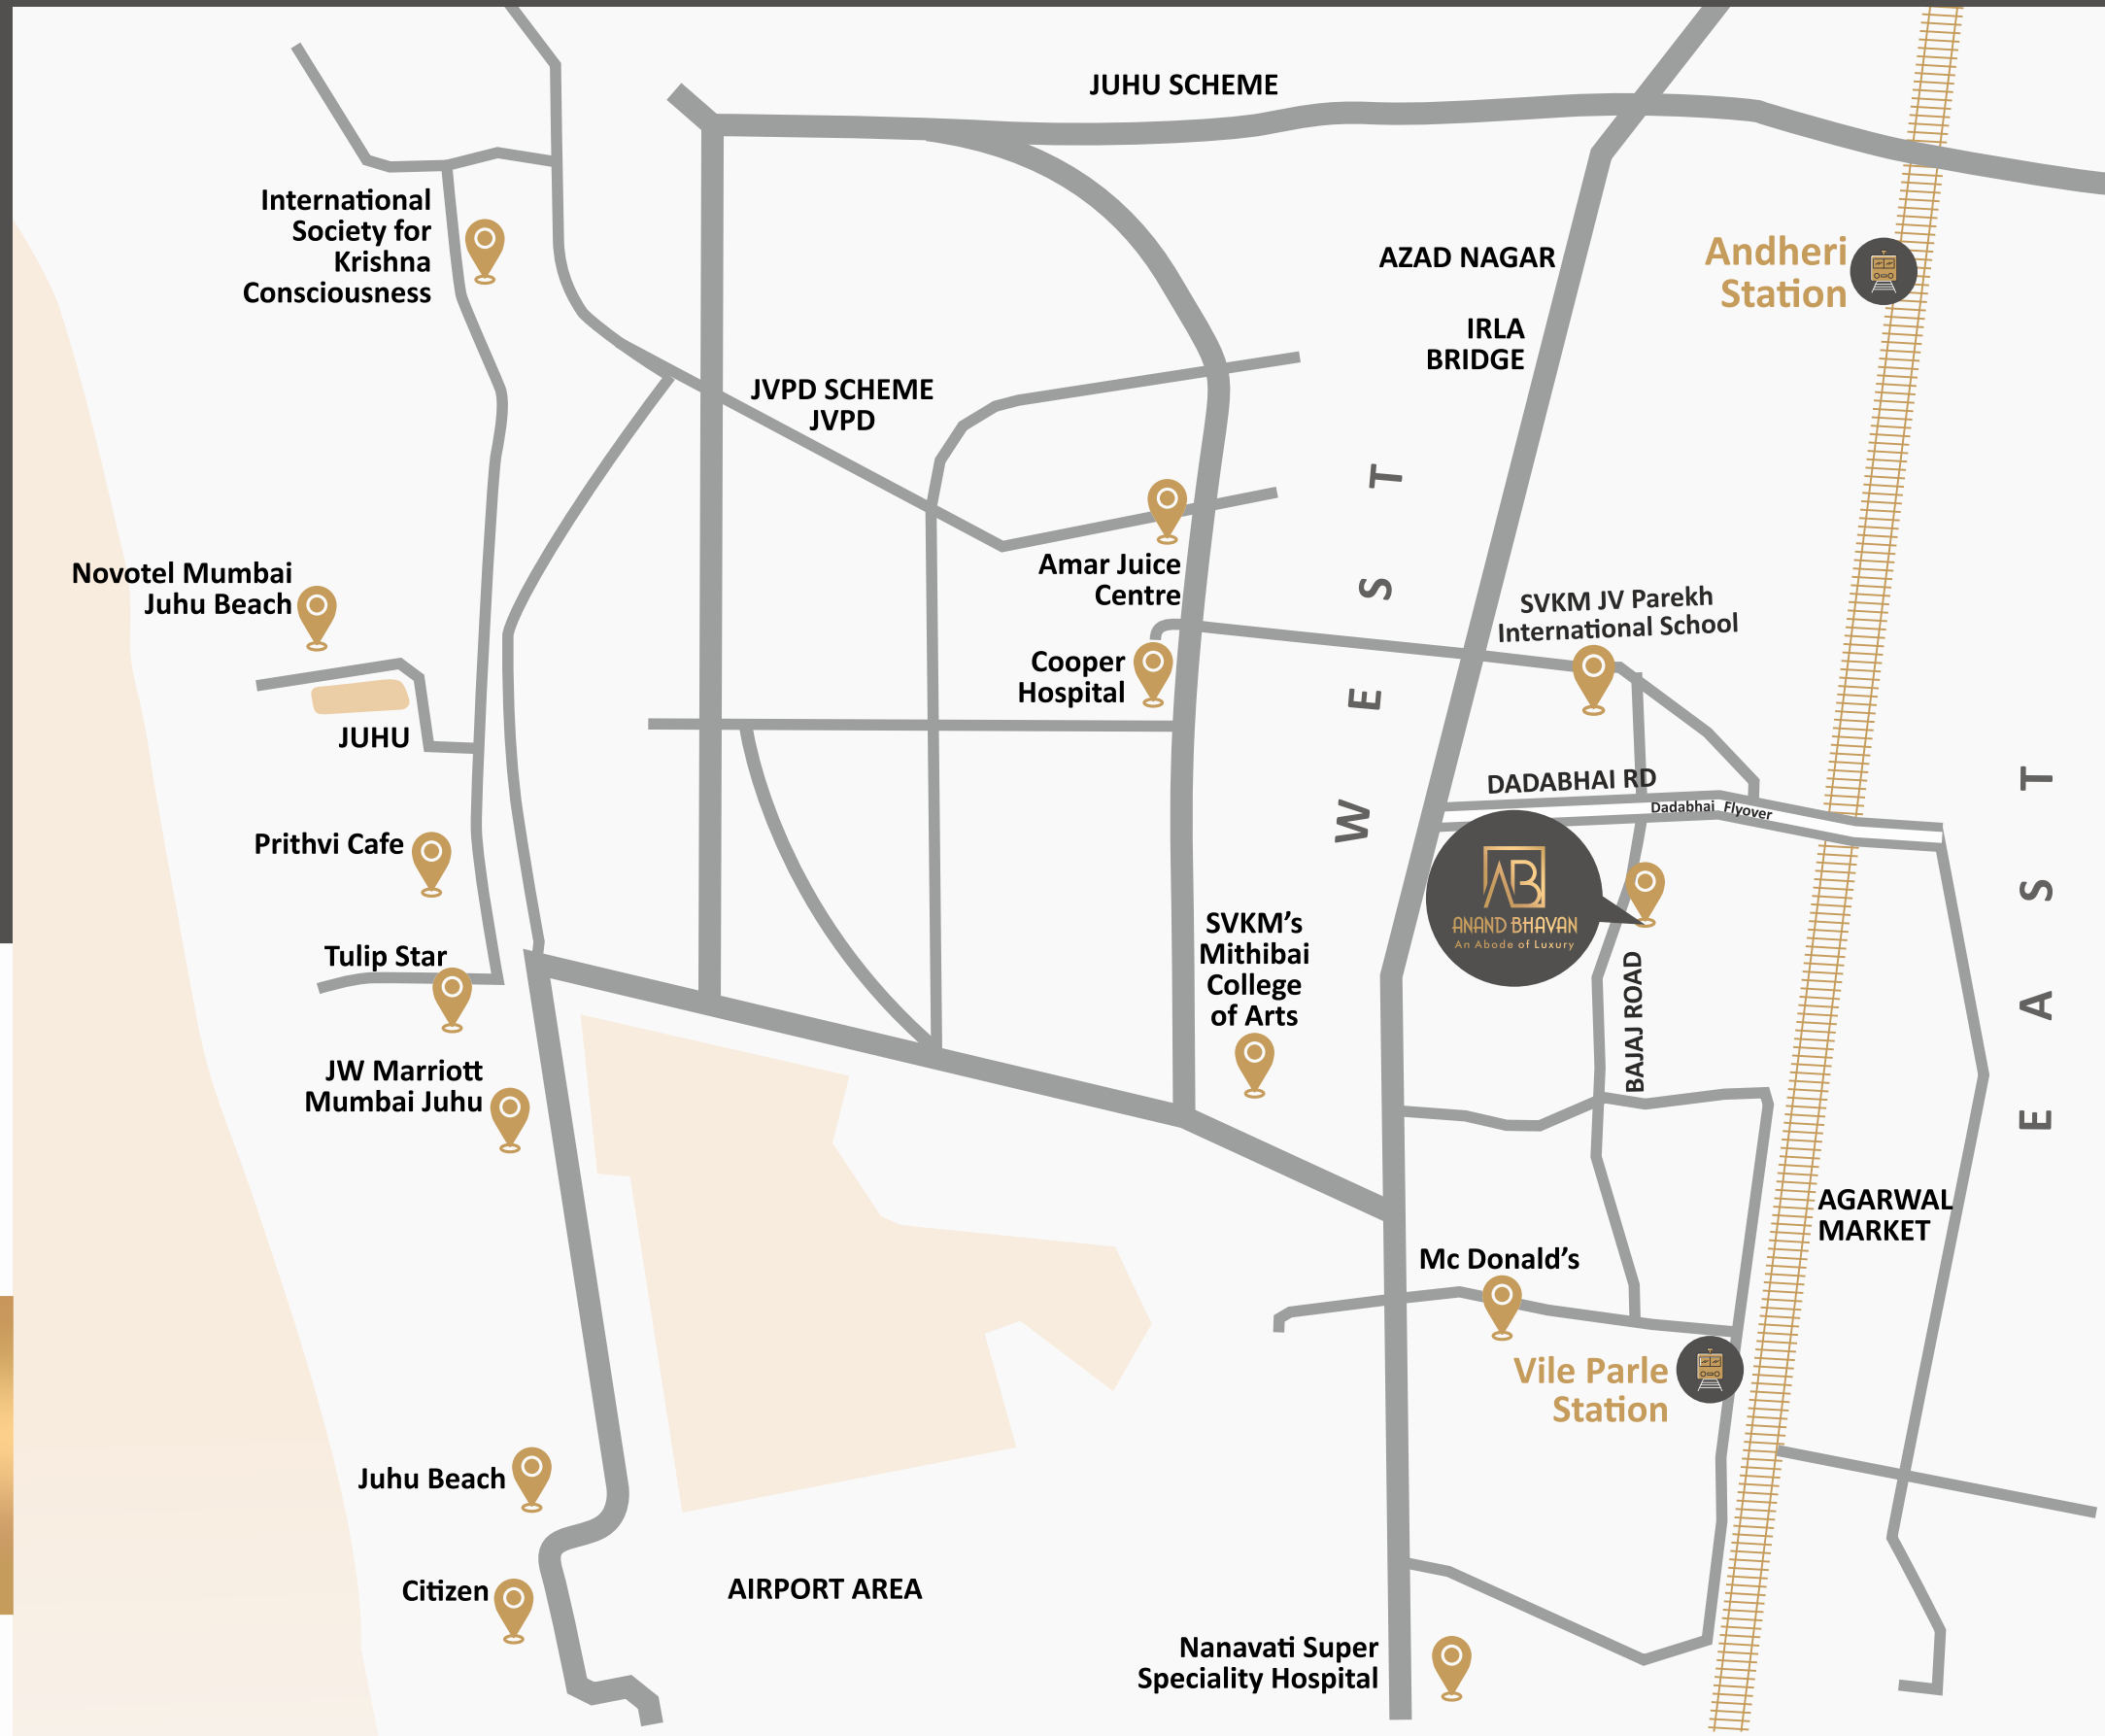 JUHU SCHEME
International
Society for
Krishna
Consciousness
AZAD NAGAR
Andheri
Station
IRLA
BRIDGE
JVPD SCHEME
JVPD
WEST
Amar Juice
Centre
Novotel Mumbai
Juhu Beach
SVKM JV Parekh
International School
Cooper
Hospital
JUHU
DADABHAI RD
Dadabhai Flyover
EAST
Prithvi Cafe
AB
ANAND BHAVAN
An Abode of Luxury
SVKM’s
Mithibai
College
of Arts
Tulip Star
BAJAJ ROAD
JW Marriott
Mumbai Juhu
AGARWAL
MARKET
Mc Donald’s
Vile Parle
Station
Juhu Beach
Citizen
AIRPORT AREA
Nanavati Super
Speciality Hospital